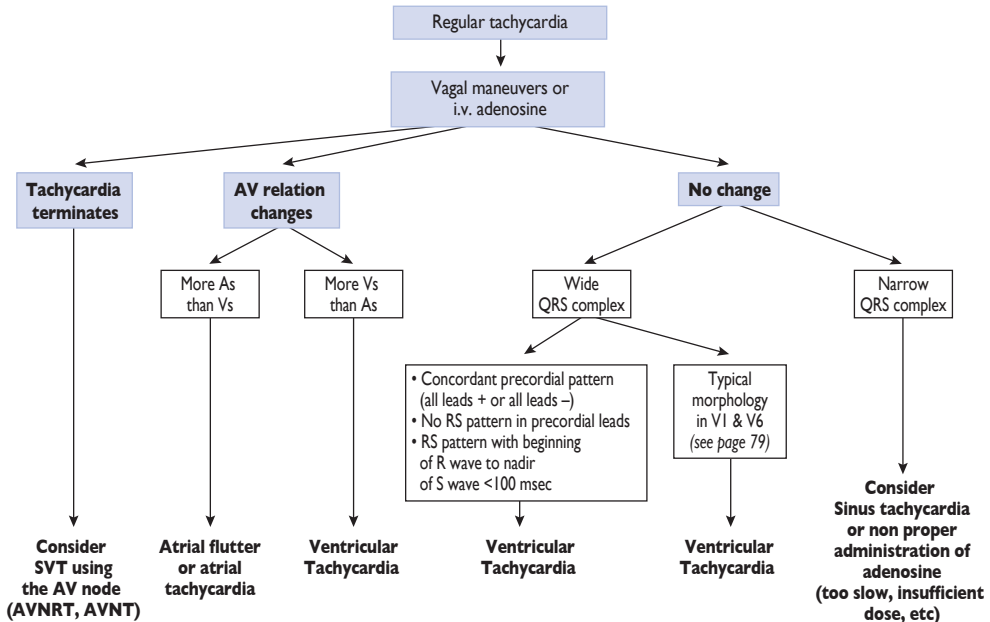 Regular tachycardia
Vagal maneuvers or
i.v. adenosine
Tachycardia
terminates
AV relation
changes
No change
More As
than Vs
More Vs
than As
Wide
QRS complex
Narrow
QRS complex
• Concordant precordial pattern
(all leads + or all leads –)
• No RS pattern in precordial leads
• RS pattern with beginning
of R wave to nadir
of S wave <100 msec
Typical
morphology
in V1 & V6
(see page 79)
Consider
SVT using
the AV node
(AVNRT, AVNT)
Atrial flutter
or atrial
tachycardia
Ventricular
Tachycardia
Ventricular
Tachycardia
Ventricular
Tachycardia
Consider
Sinus tachycardia
or non proper
administration of
adenosine
(too slow, insufficient
dose, etc)